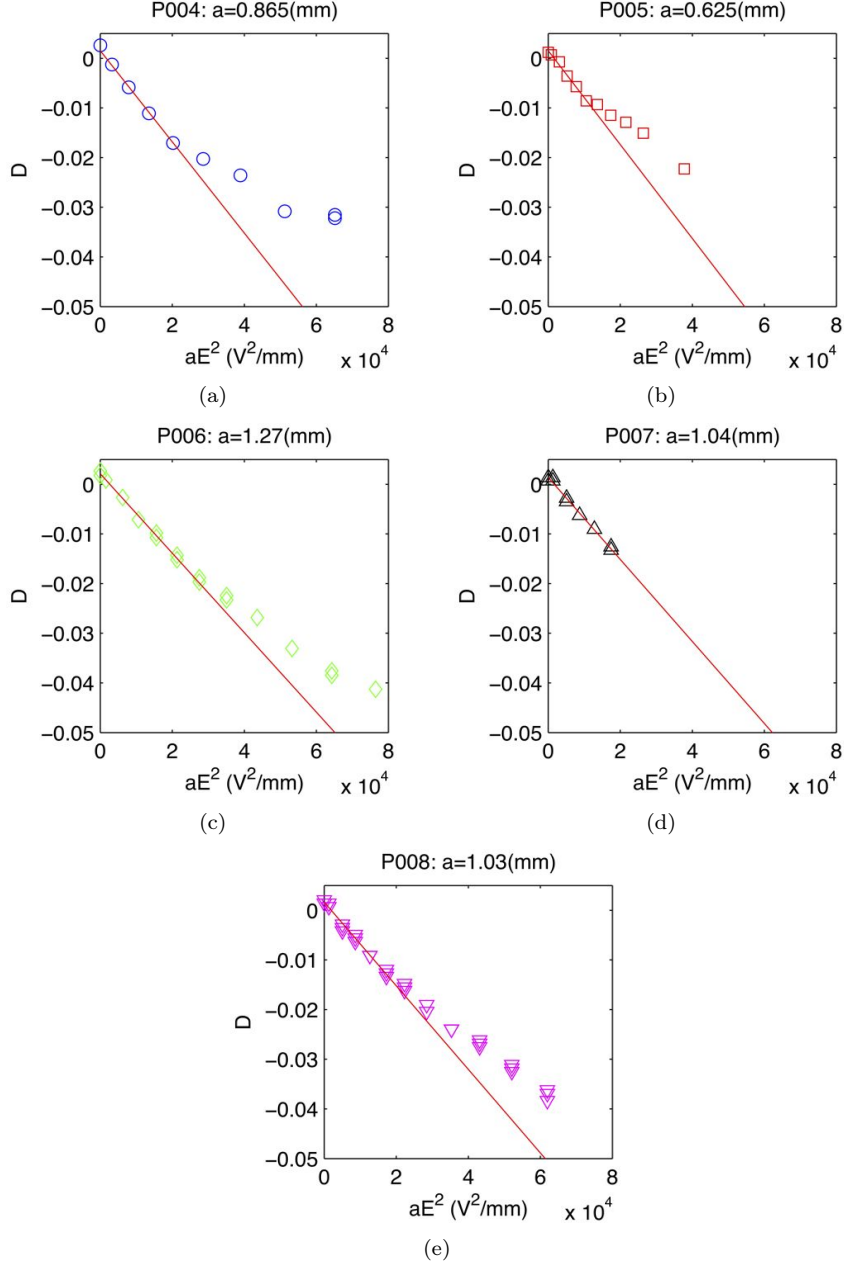 P004: a=0.865(mm)
0
−0.01
−0.02
−0.03
−0.04
−0.05
D
0 2 4 6 8
aE² (V²/mm) x 10⁴
(a)
P005: a=0.625(mm)
0
−0.01
−0.02
−0.03
−0.04
−0.05
D
0 2 4 6 8
aE² (V²/mm) x 10⁴
(b)
P006: a=1.27(mm)
0
−0.01
−0.02
−0.03
−0.04
−0.05
D
0 2 4 6 8
aE² (V²/mm) x 10⁴
(c)
P007: a=1.04(mm)
0
−0.01
−0.02
−0.03
−0.04
−0.05
D
0 2 4 6 8
aE² (V²/mm) x 10⁴
(d)
P008: a=1.03(mm)
0
−0.01
−0.02
−0.03
−0.04
−0.05
D
0 2 4 6 8
aE² (V²/mm) x 10⁴
(e)